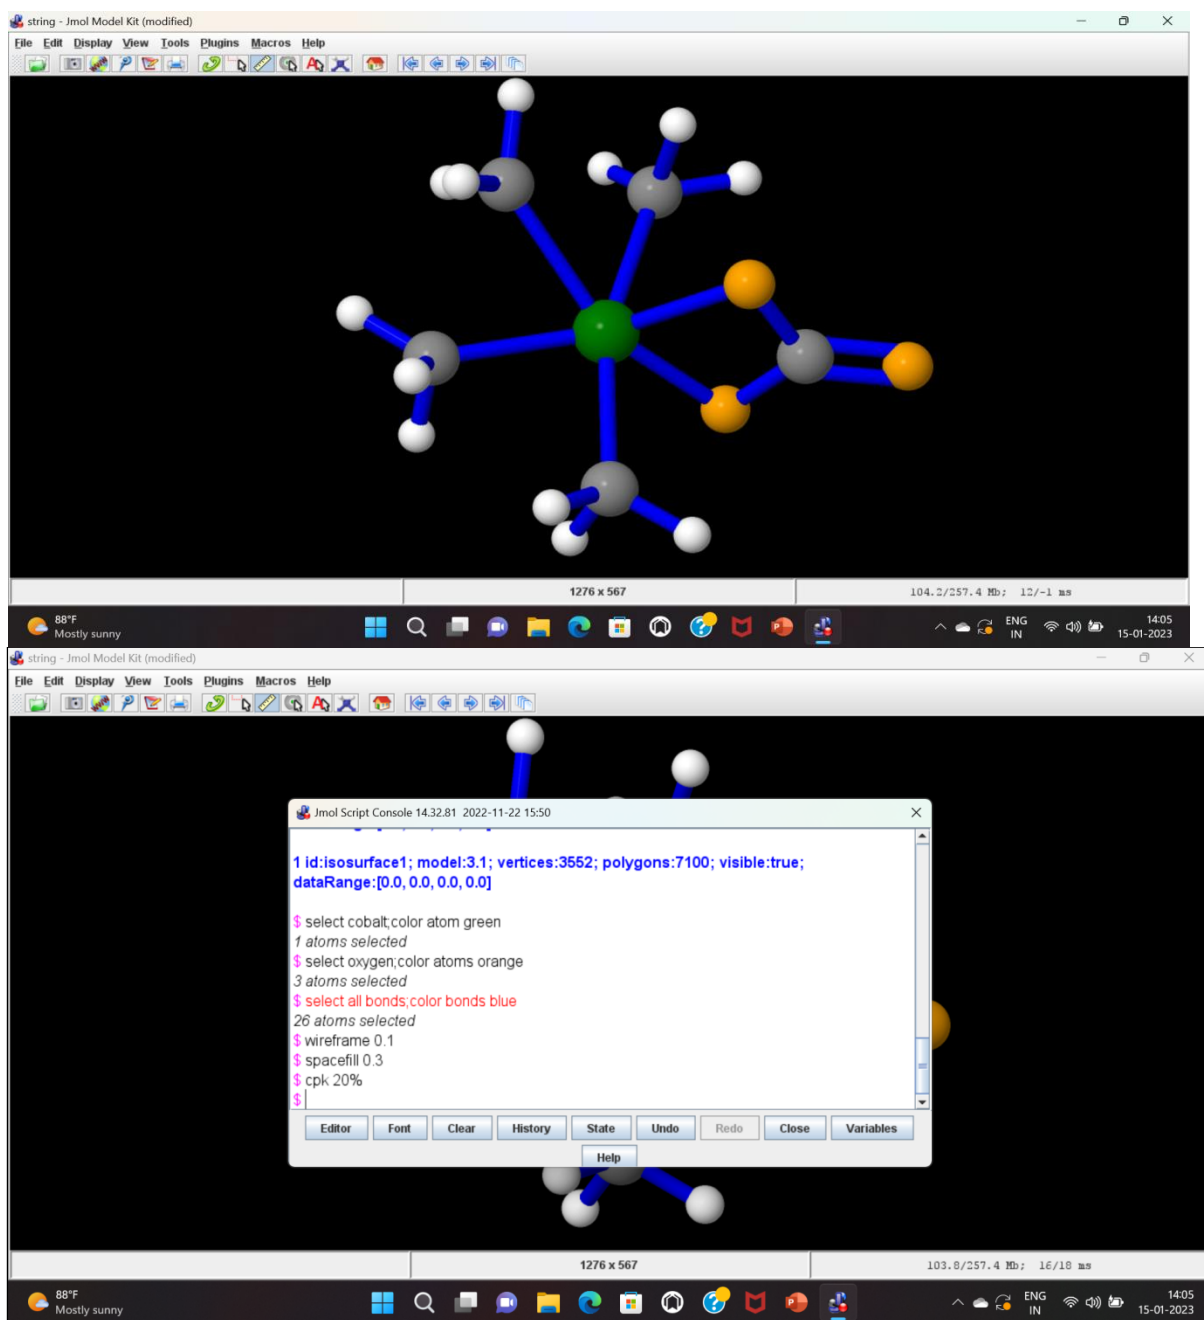 string - Jmol Model Kit (modified)
File Edit Display View Tools Plugins Macros Help
1276 x 567
104.2/257.4 Mb; 12/-1 ms
88°F
Mostly sunny
ENG
IN
14:05
15-01-2023
string - Jmol Model Kit (modified)
File Edit Display View Tools Plugins Macros Help
Jmol Script Console 14.32.81 2022-11-22 15:50
1 id:isosurface1; model:3.1; vertices:3552; polygons:7100; visible:true;
dataRange:[0.0, 0.0, 0.0, 0.0]
$ select cobalt;color atom green
1 atoms selected
$ select oxygen;color atoms orange
3 atoms selected
$ select all bonds;color bonds blue
26 atoms selected
$ wireframe 0.1
$ spacefill 0.3
$ cpk 20%
$
Editor Font Clear History State Undo Redo Close Variables
Help
1276 x 567
103.8/257.4 Mb; 16/18 ms
88°F
Mostly sunny
ENG
IN
14:05
15-01-2023